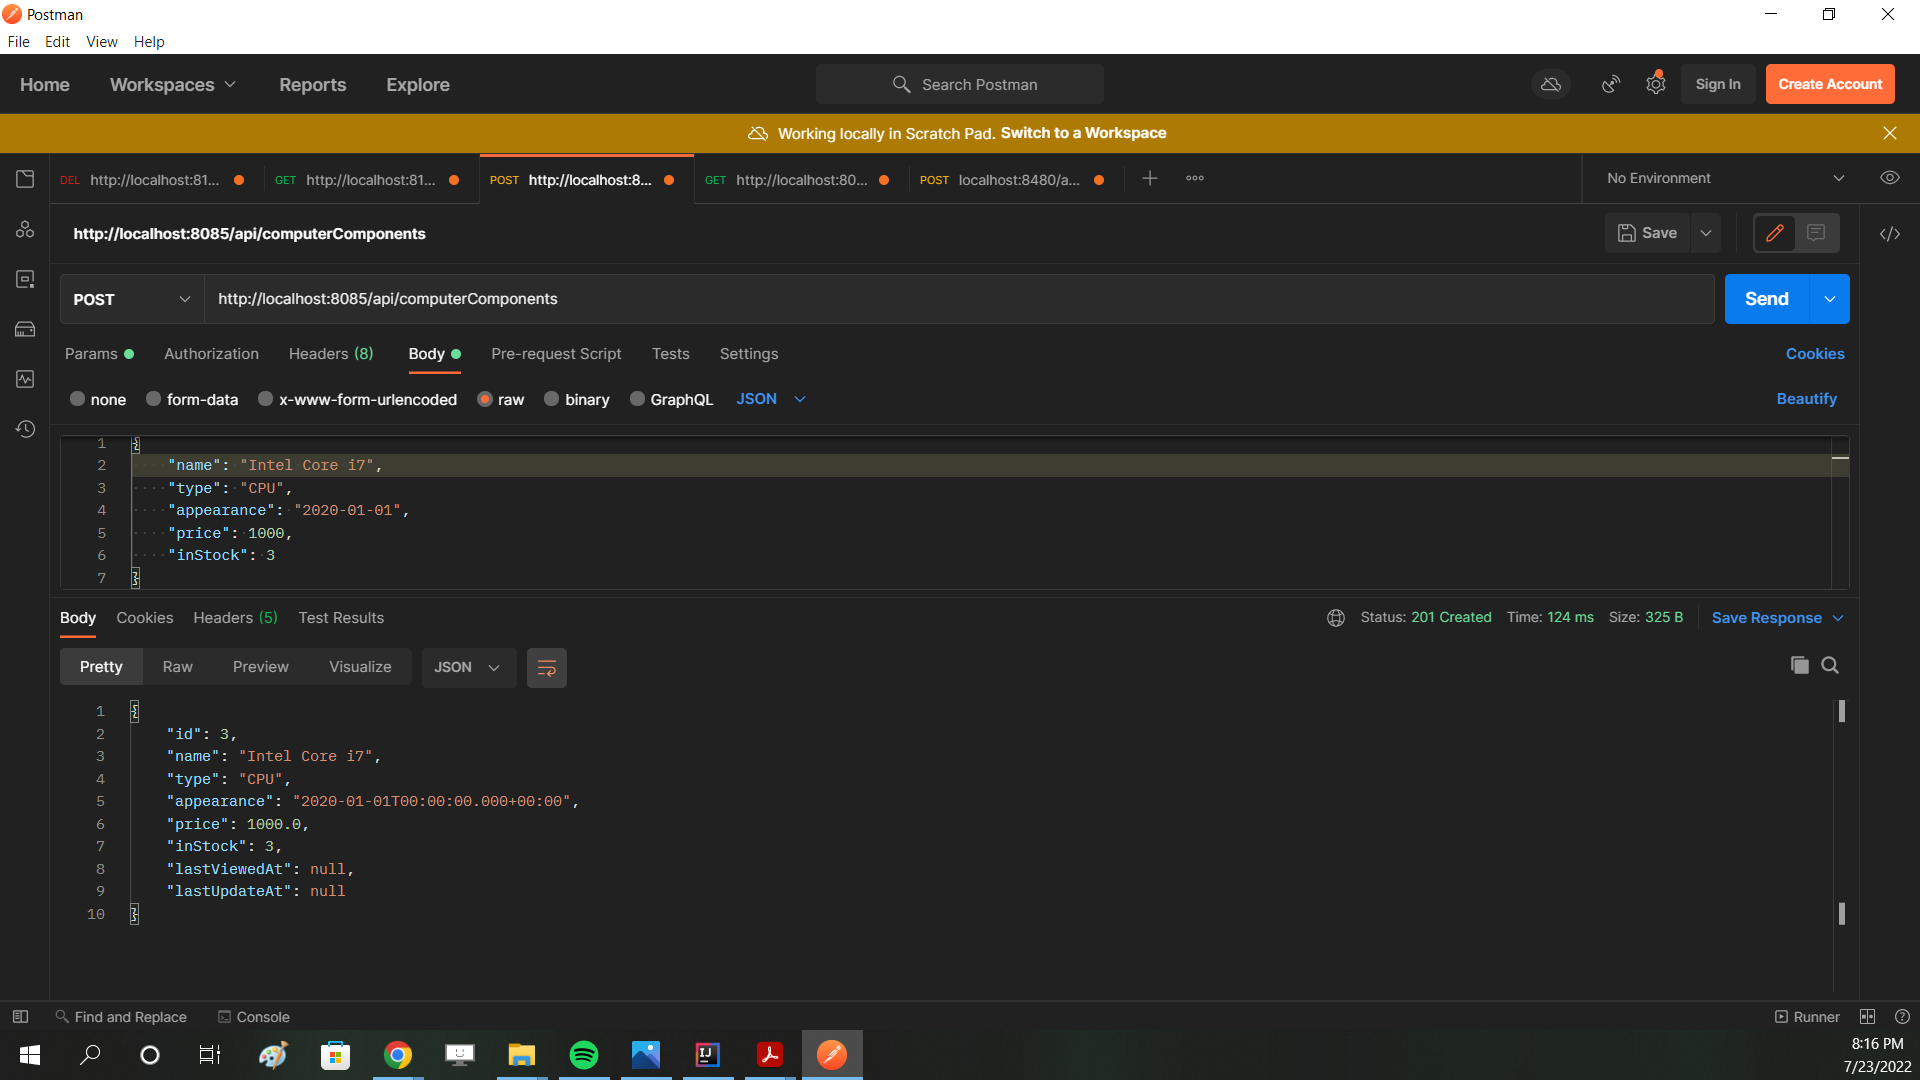 Postman
File Edit View Help
Home Workspaces Reports Explore Search Postman Sign In Create Account
Working locally in Scratch Pad. Switch to a Workspace
DEL http://localhost:81... GET http://localhost:81... POST http://localhost:8... GET http://localhost:80... POST localhost:8480/a... No Environment
http://localhost:8085/api/computerComponents Save
POST http://localhost:8085/api/computerComponents Send
Params Authorization Headers (8) Body Pre-request Script Tests Settings Cookies
none form-data x-www-form-urlencoded raw binary GraphQL JSON Beautify
1 {
2 "name": "Intel Core i7",
3 "type": "CPU",
4 "appearance": "2020-01-01",
5 "price": 1000,
6 "inStock": 3
7 }
Body Cookies Headers (5) Test Results Status: 201 Created Time: 124 ms Size: 325 B Save Response
Pretty Raw Preview Visualize JSON
1 {
2 "id": 3,
3 "name": "Intel Core i7",
4 "type": "CPU",
5 "appearance": "2020-01-01T00:00:00.000+00:00",
6 "price": 1000.0,
7 "inStock": 3,
8 "lastViewedAt": null,
9 "lastUpdateAt": null
10 }
Find and Replace Console Runner
8:16 PM
7/23/2022